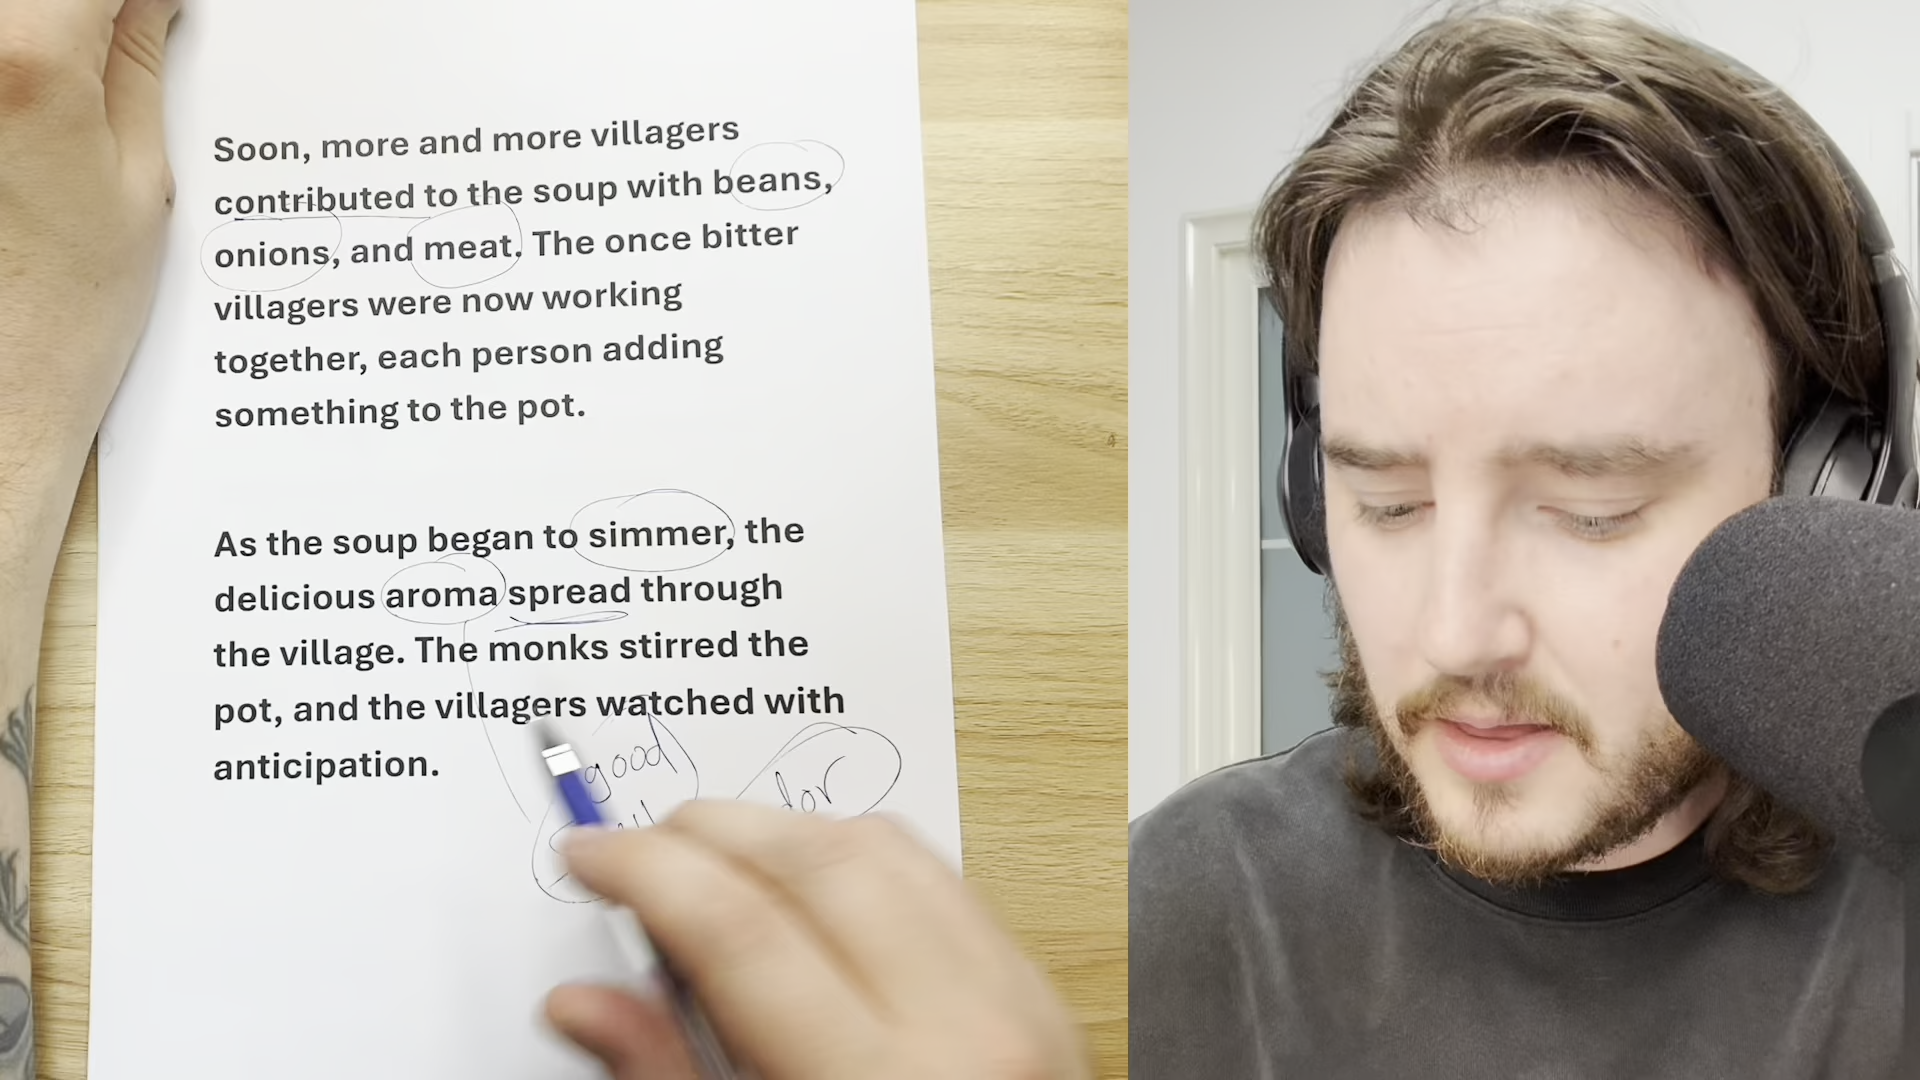 Soon, more and more villagers
contributed to the soup with beans,
onions, and meat. The once bitter
villagers were now working
together, each person adding
something to the pot.
As the soup began to simmer, the
delicious aroma spread through
the village. The monks stirred the
pot, and the villagers watched with
anticipation.
good